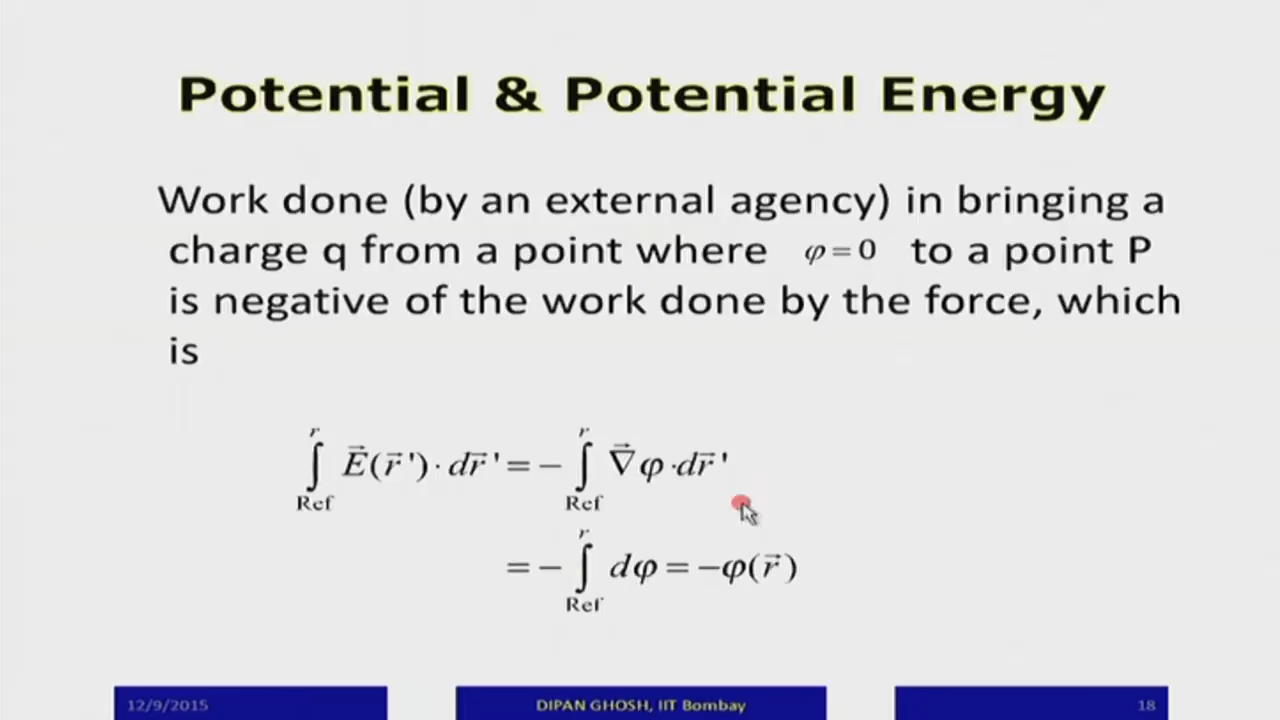 Potential & Potential Energy
Work done (by an external agency) in bringing a
charge q from a point where φ = 0 to a point P
is negative of the work done by the force, which
is
∫_Ref^r E⃗(r⃗ ')· dr⃗ ' = − ∫_Ref^r ∇⃗φ ·dr⃗ '
= − ∫_Ref^r dφ = −φ(r⃗)
12/9/2015
DIPAN GHOSH, IIT Bombay
18